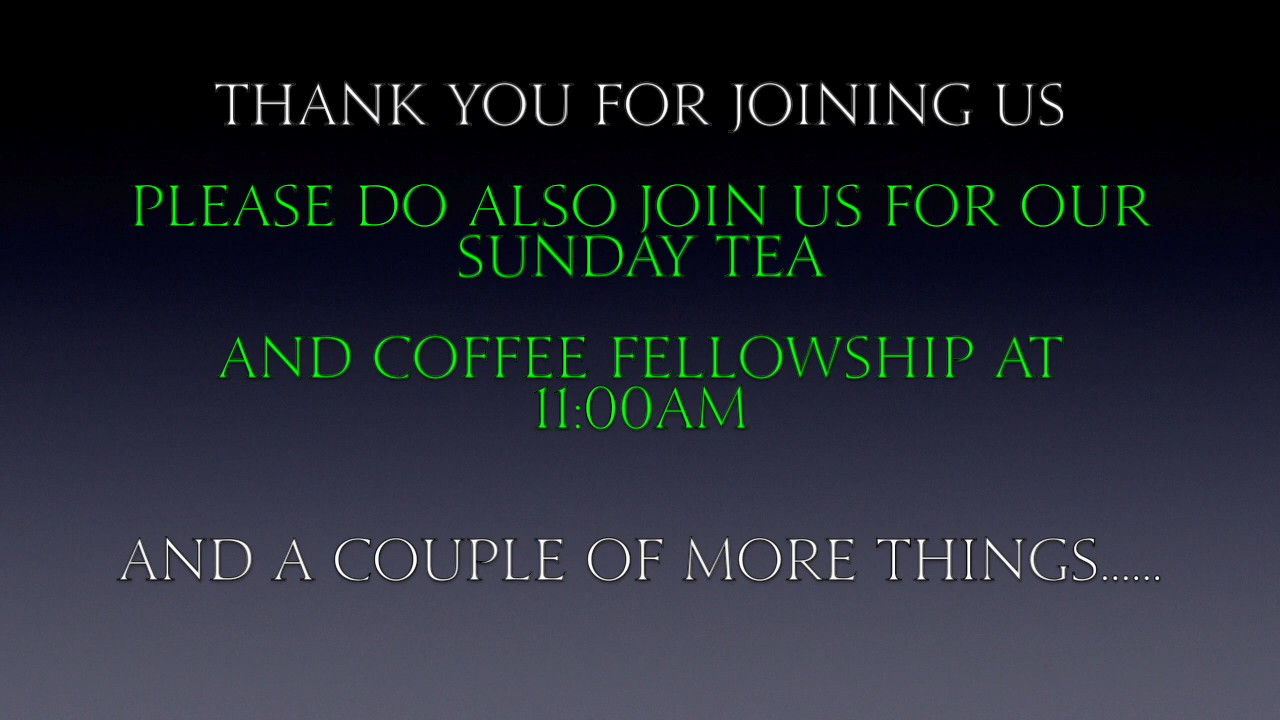 THANK YOU FOR JOINING US
PLEASE DO ALSO JOIN US FOR OUR
SUNDAY TEA
AND COFFEE FELLOWSHIP AT
11:00AM
AND A COUPLE OF MORE THINGS......